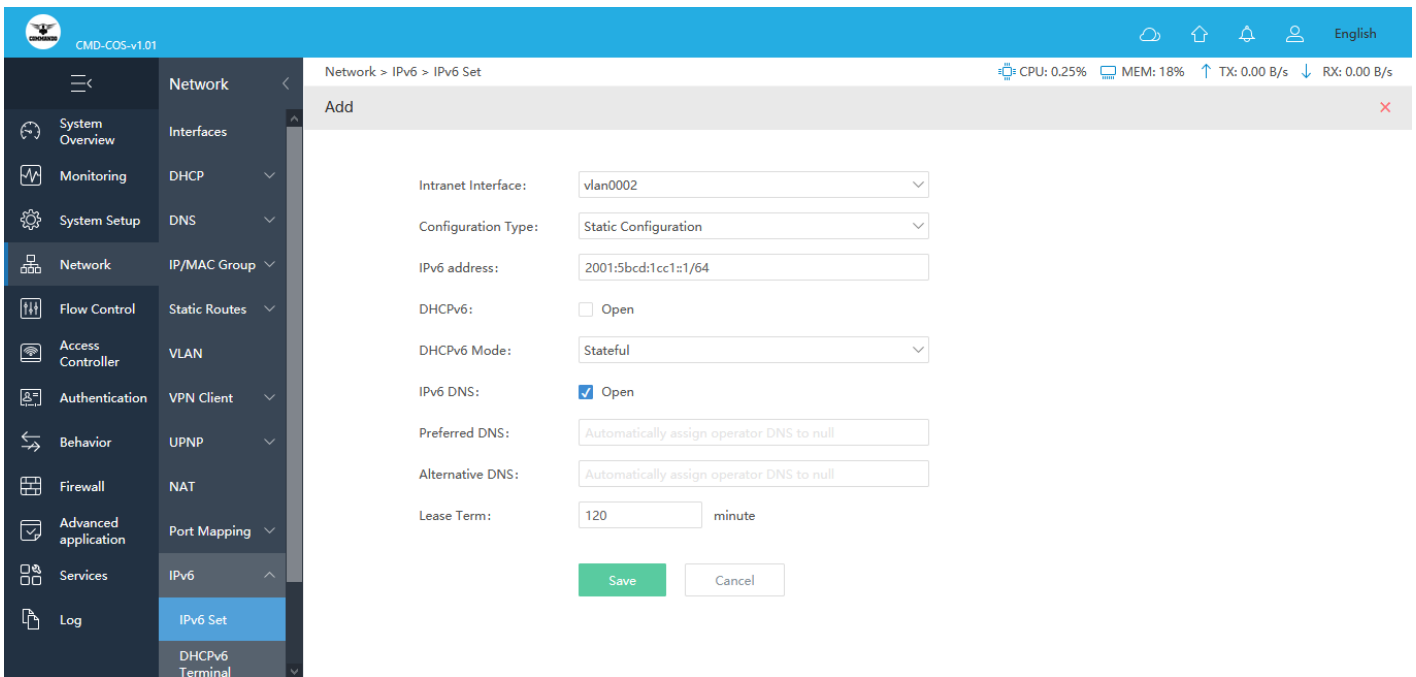 COMMANDO
CMD-COS-v1.01
English
Network
Network > IPv6 > IPv6 Set
CPU: 0.25% MEM: 18% TX: 0.00 B/s RX: 0.00 B/s
Add
System
Overview
Monitoring
System Setup
Network
Flow Control
Access
Controller
Authentication
Behavior
Firewall
Advanced
application
Services
Log
Interfaces
DHCP
DNS
IP/MAC Group
Static Routes
VLAN
VPN Client
UPNP
NAT
Port Mapping
IPv6
IPv6 Set
DHCPv6
Terminal
Intranet Interface: vlan0002
Configuration Type: Static Configuration
IPv6 address: 2001:5bcd:1cc1::1/64
DHCPv6: Open
DHCPv6 Mode: Stateful
IPv6 DNS: Open
Preferred DNS: Automatically assign operator DNS to null
Alternative DNS: Automatically assign operator DNS to null
Lease Term: 120 minute
Save Cancel